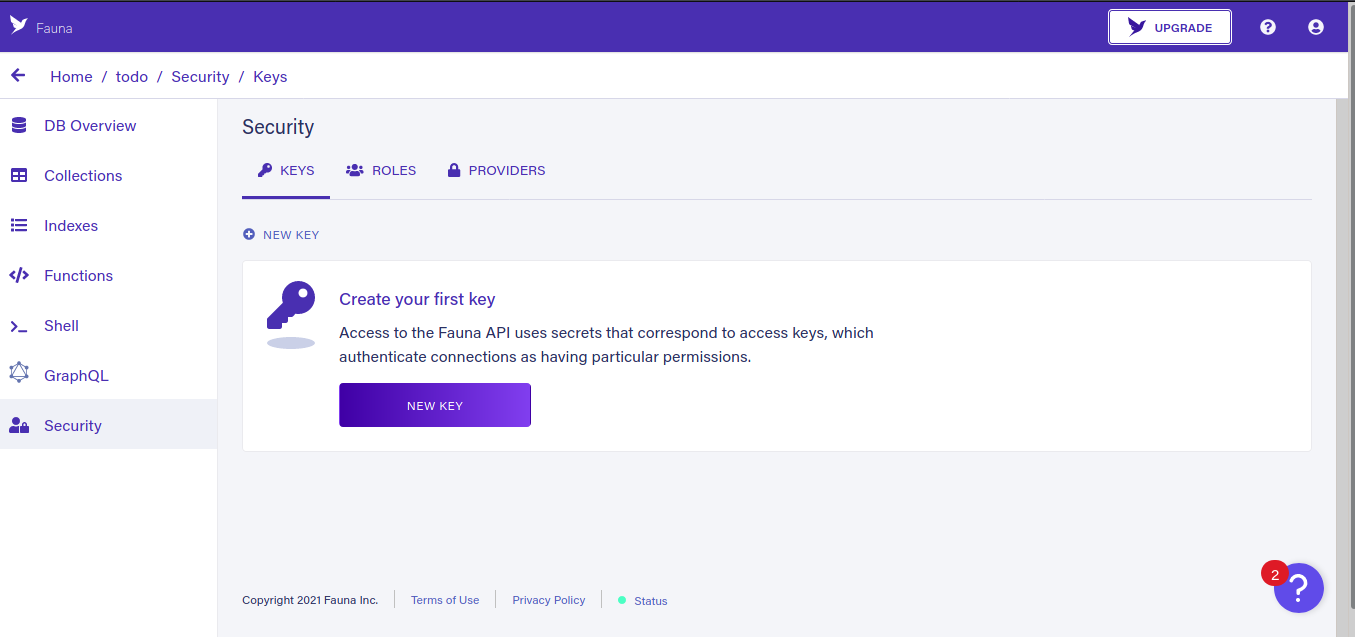 Fauna
UPGRADE
Home / todo / Security / Keys
DB Overview
Collections
Indexes
Functions
Shell
GraphQL
Security
Security
KEYS
ROLES
PROVIDERS
NEW KEY
Create your first key
Access to the Fauna API uses secrets that correspond to access keys, which
authenticate connections as having particular permissions.
NEW KEY
2
Copyright 2021 Fauna Inc.
Terms of Use
Privacy Policy
Status